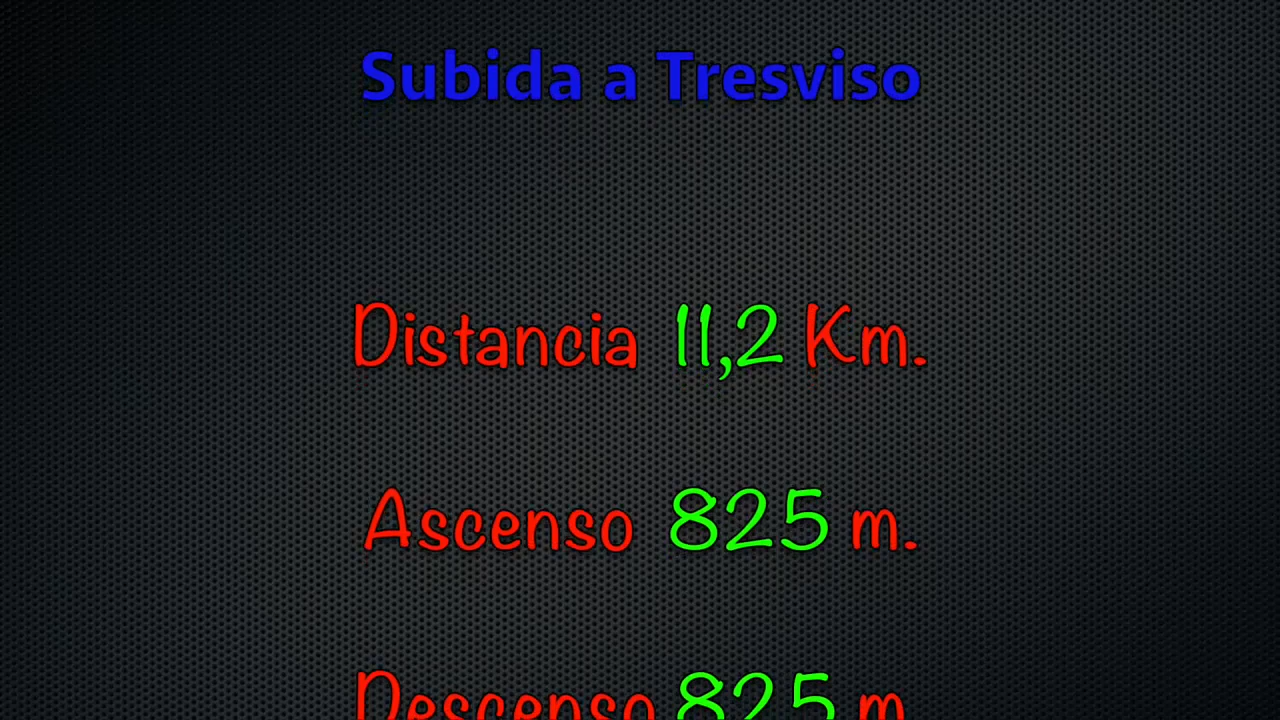 Subida a Tresviso
Distancia 11,2 Km.
Ascenso 825 m.
Descenso 825 m